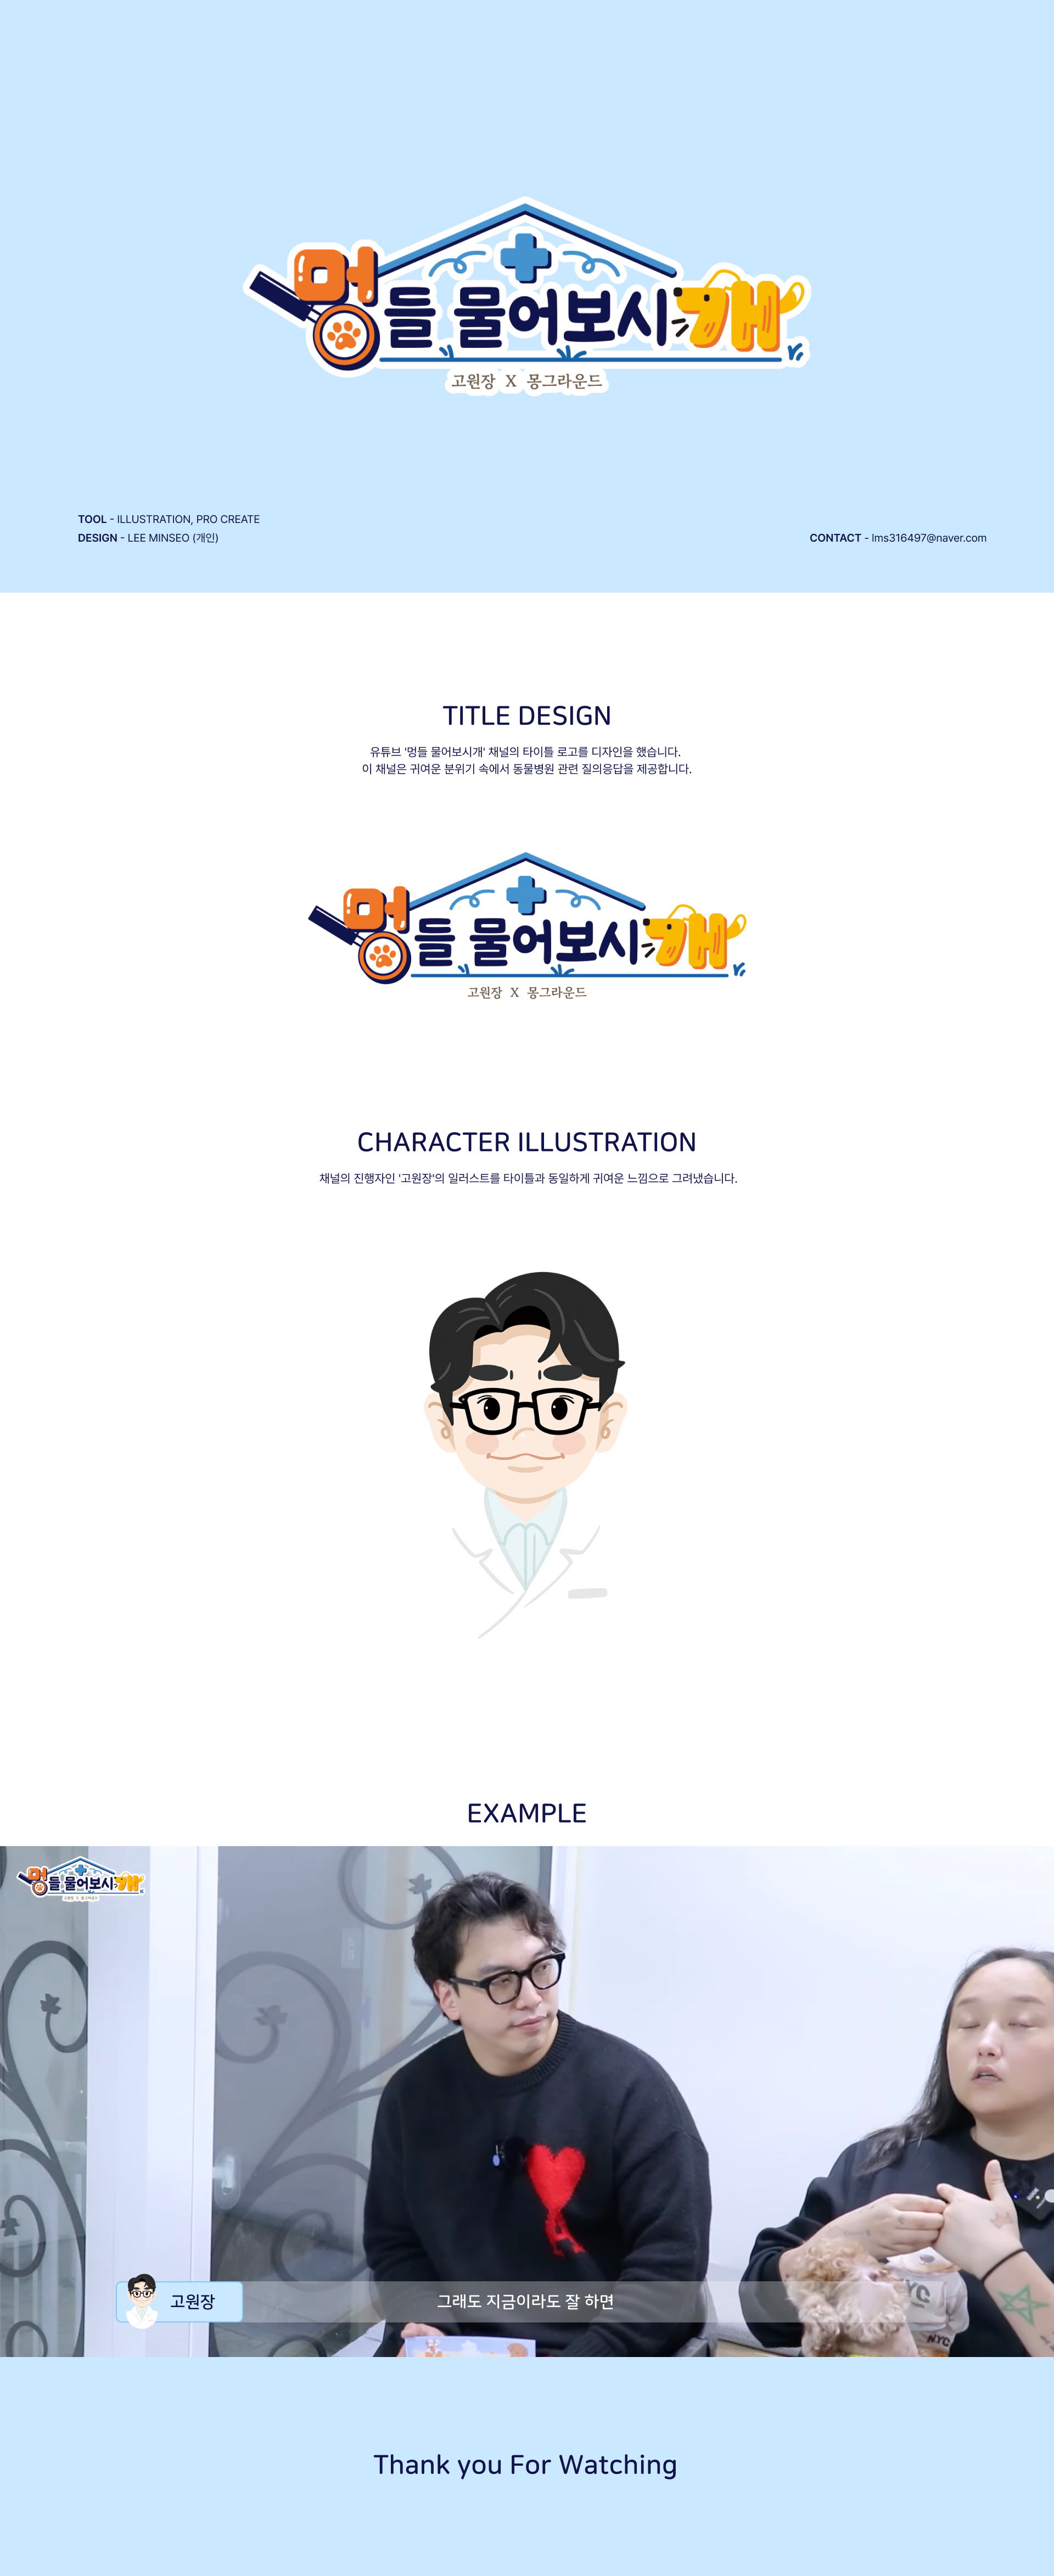 멍들 물어보시개
고원장 X 몽그라운드
TOOL - ILLUSTRATION, PRO CREATE
DESIGN - LEE MINSEO (개인)
CONTACT - lms316497@naver.com
TITLE DESIGN
유튜브 '멍들 물어보시개' 채널의 타이틀 로고를 디자인을 했습니다.
이 채널은 귀여운 분위기 속에서 동물병원 관련 질의응답을 제공합니다.
멍들 물어보시개
고원장 X 몽그라운드
CHARACTER ILLUSTRATION
채널의 진행자인 '고원장'의 일러스트를 타이틀과 동일하게 귀여운 느낌으로 그려냈습니다.
EXAMPLE
멍들 물어보시개
고원장 X 몽그라운드
고원장
그래도 지금이라도 잘 하면
NYC
NYC
Thank you For Watching